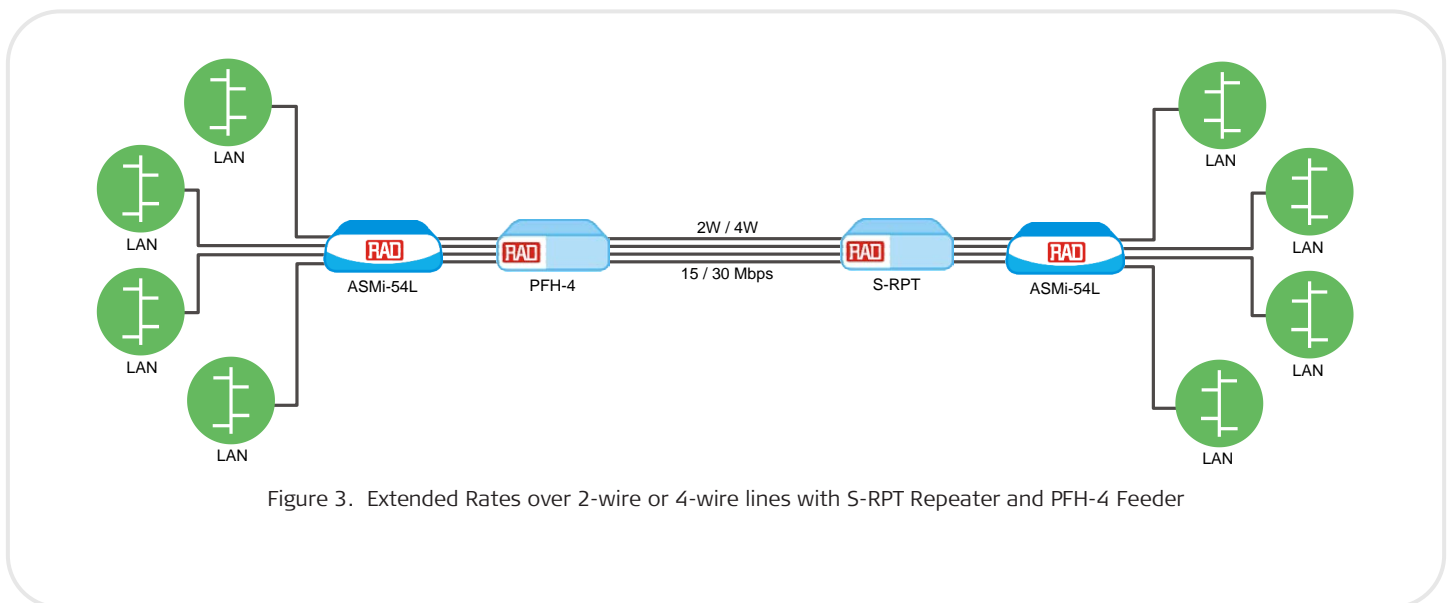 LAN
LAN
LAN
LAN
RAD
ASMi-54L
RAD
PFH-4
2W / 4W
15 / 30 Mbps
RAD
S-RPT
RAD
ASMi-54L
LAN
LAN
LAN
LAN
Figure 3. Extended Rates over 2-wire or 4-wire lines with S-RPT Repeater and PFH-4 Feeder